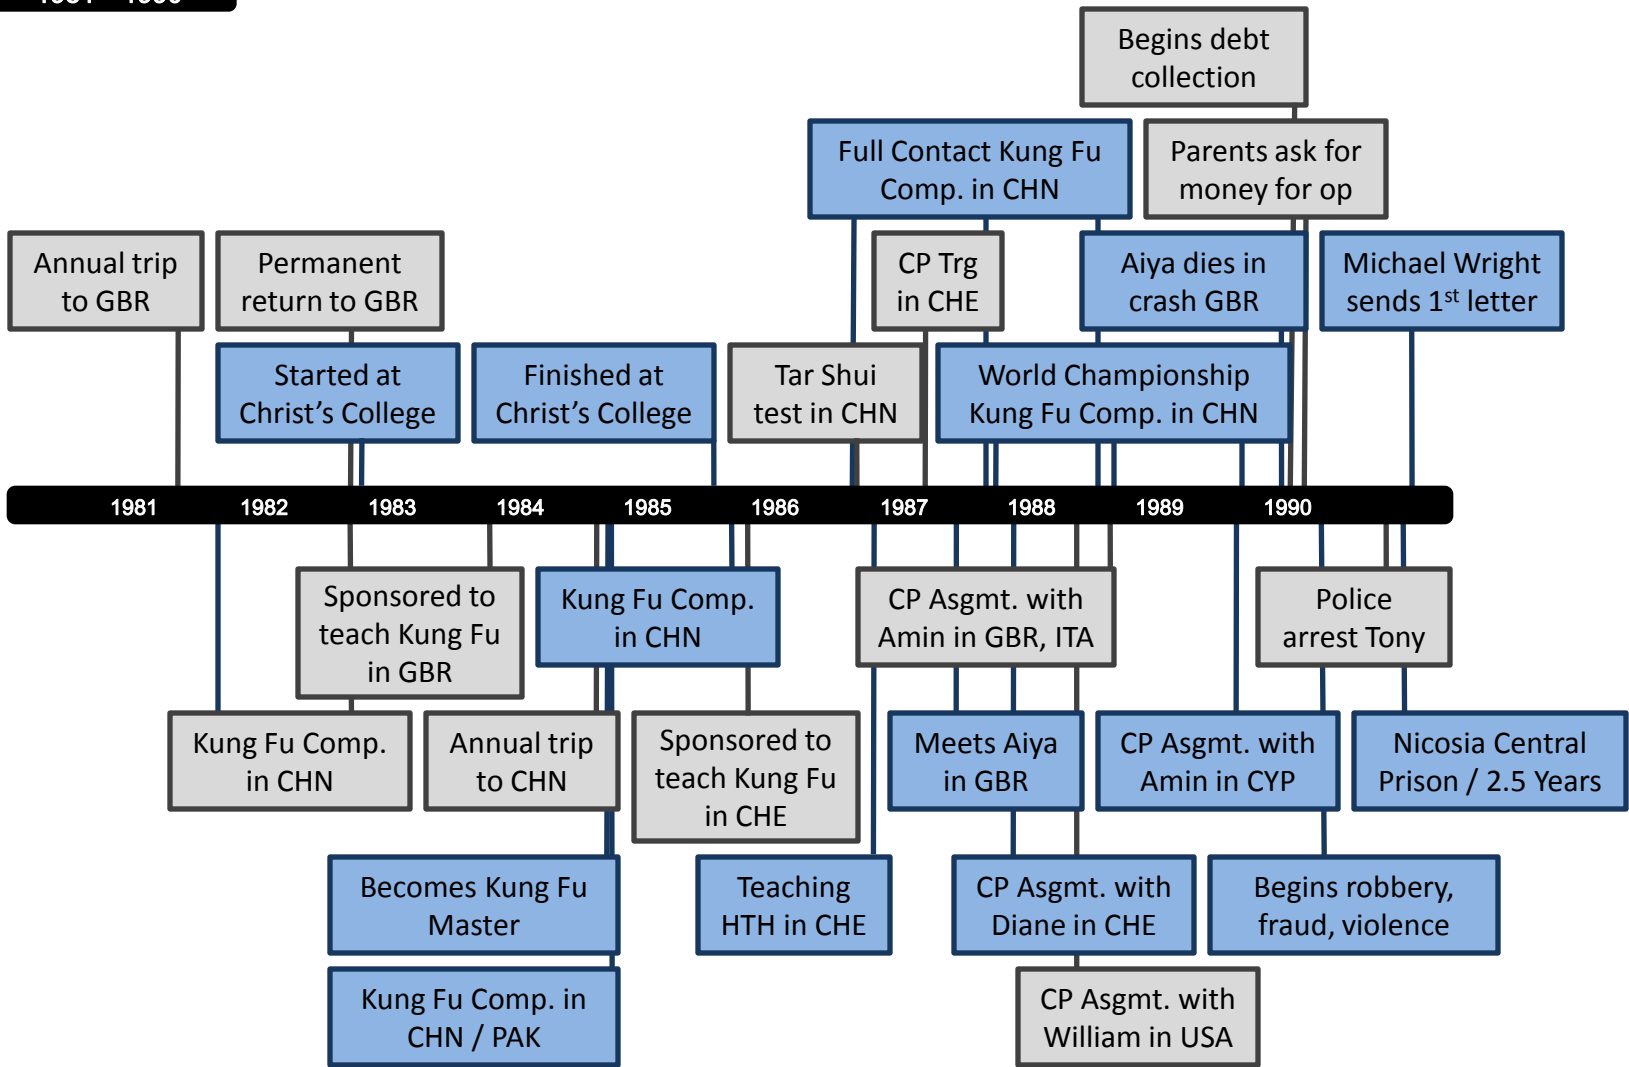 Begins debt
collection
Full Contact Kung Fu
Comp. in CHN
Parents ask for
money for op
Annual trip
to GBR
Permanent
return to GBR
CP Trg
in CHE
Aiya dies in
crash GBR
Michael Wright
sends 1st letter
Started at
Christ’s College
Finished at
Christ’s College
Tar Shui
test in CHN
World Championship
Kung Fu Comp. in CHN
1981 1982 1983 1984 1985 1986 1987 1988 1989 1990
Sponsored to
teach Kung Fu
in GBR
Kung Fu Comp.
in CHN
CP Asgmt. with
Amin in GBR, ITA
Police
arrest Tony
Kung Fu Comp.
in CHN
Annual trip
to CHN
Sponsored to
teach Kung Fu
in CHE
Meets Aiya
in GBR
CP Asgmt. with
Amin in CYP
Nicosia Central
Prison / 2.5 Years
Becomes Kung Fu
Master
Teaching
HTH in CHE
CP Asgmt. with
Diane in CHE
Begins robbery,
fraud, violence
Kung Fu Comp. in
CHN / PAK
CP Asgmt. with
William in USA